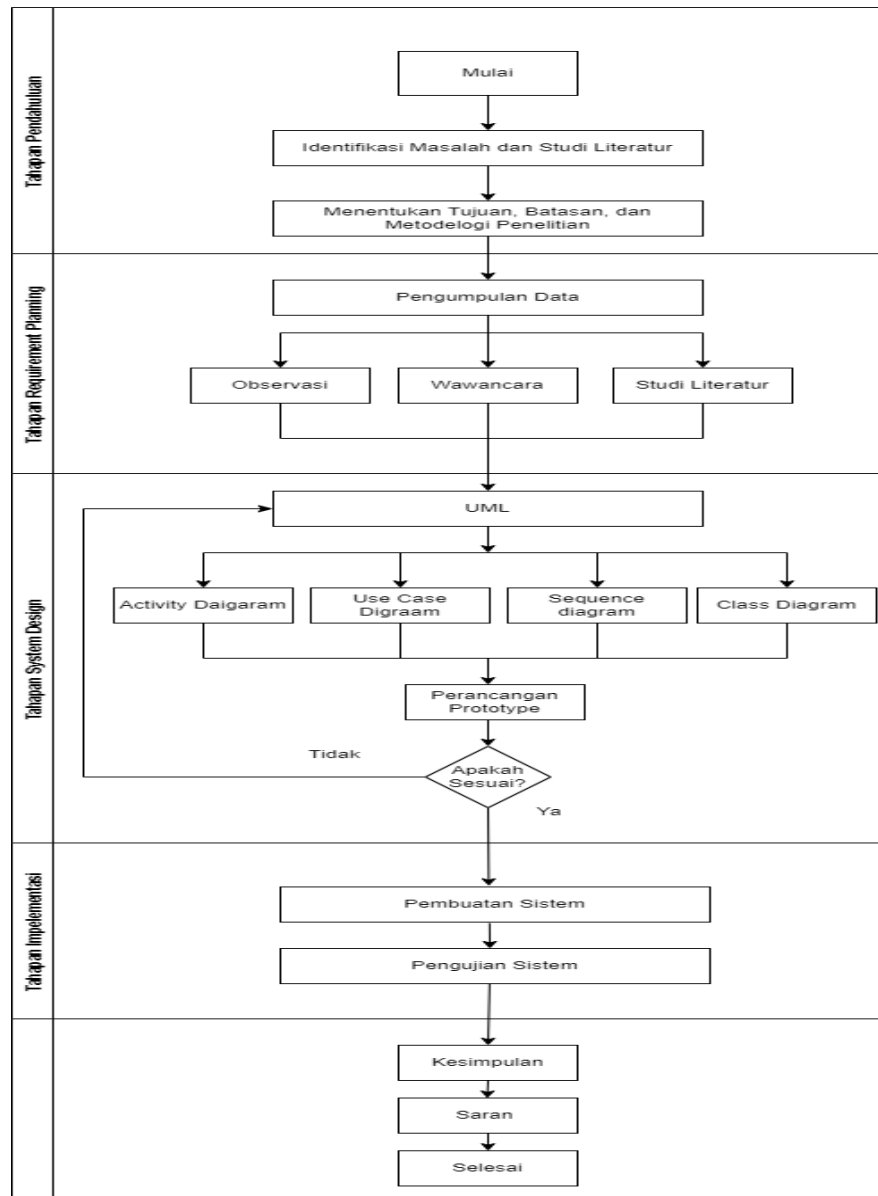 Tahapan Pendahuluan
Mulai
Identifikasi Masalah dan Studi Literatur
Menentukan Tujuan, Batasan, dan
Metodelogi Penelitian
Tahapan Requirement Planning
Pengumpulan Data
Observasi
Wawancara
Studi Literatur
Tahapan System Design
UML
Activity Daigaram
Use Case
Digraam
Sequence
diagram
Class Diagram
Perancangan
Prototype
Tidak
Apakah
Sesuai?
Ya
Tahapan Impelementasi
Pembuatan Sistem
Pengujian Sistem
Kesimpulan
Saran
Selesai